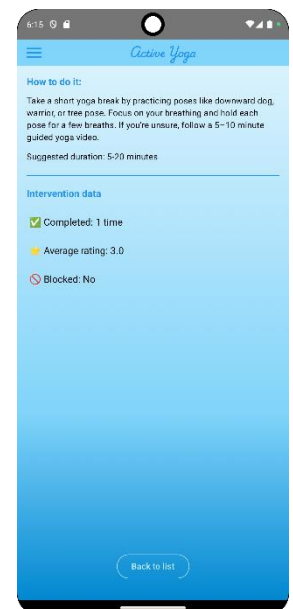 6:15
Active Yoga
How to do it:
Take a short yoga break by practicing poses like downward dog,
warrior, or tree pose. Focus on your breathing and hold each
pose for a few breaths. If you're unsure, follow a 5–10 minute
guided yoga video.
Suggested duration: 5-20 minutes
Intervention data
✅ Completed: 1 time
⭐ Average rating: 3.0
🚫 Blocked: No
Back to list